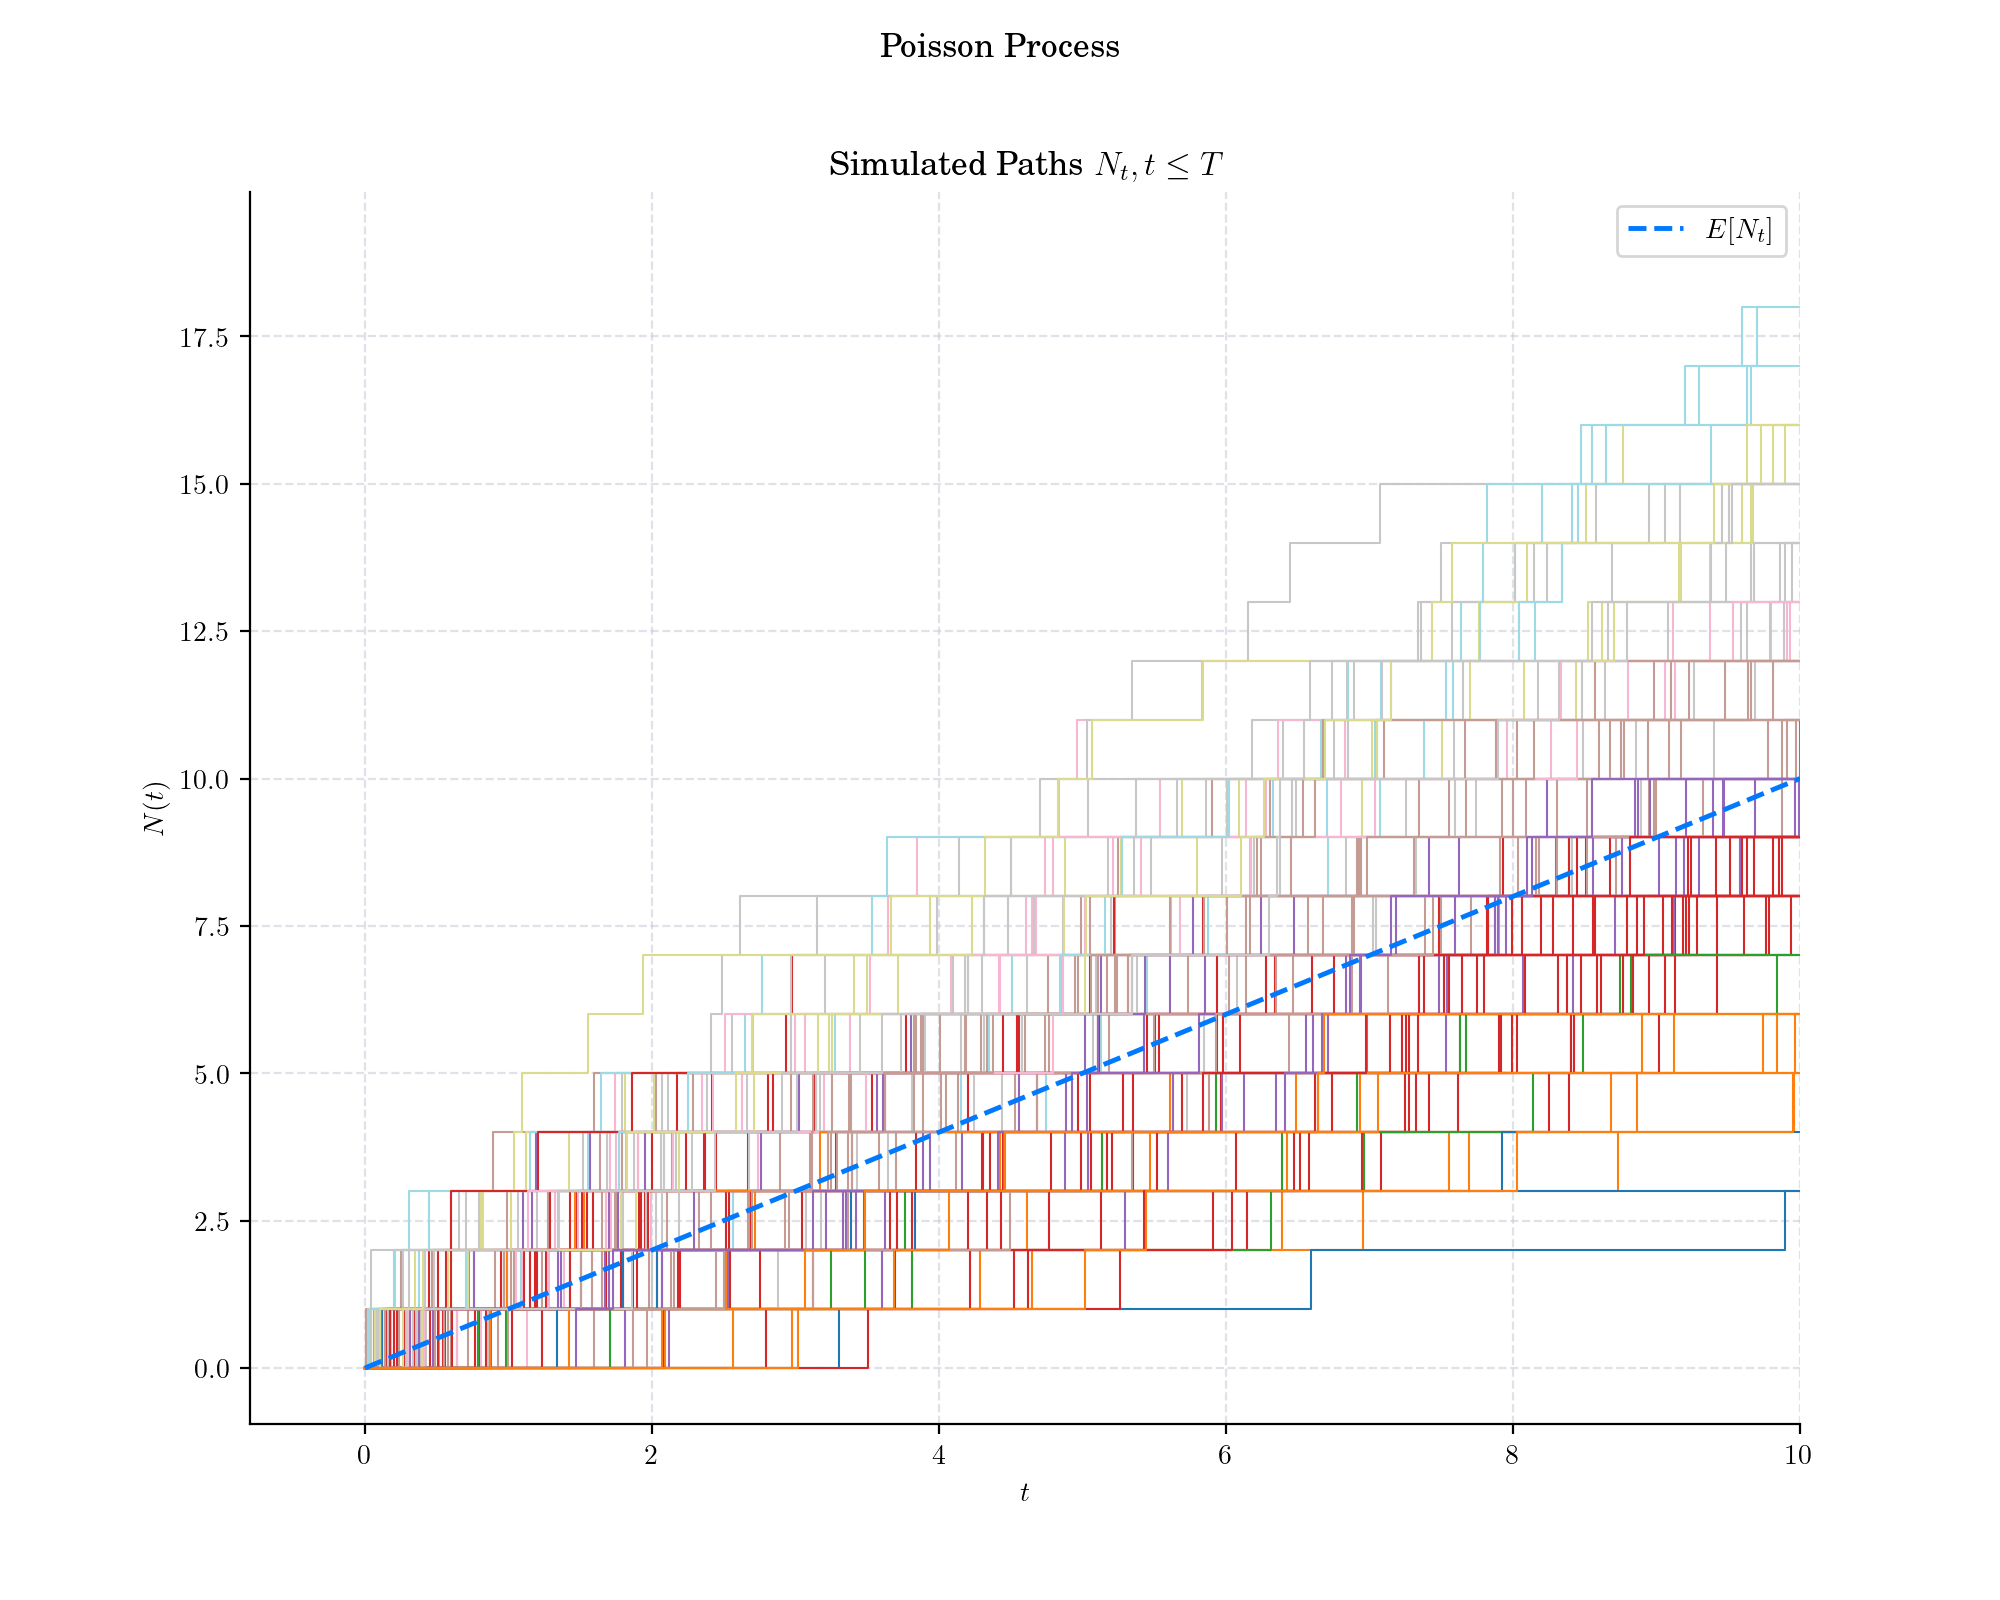 Poisson Process
Simulated Paths $N_t, t \leq T$
$E[N_t]$
17.5
15.0
12.5
10.0
7.5
5.0
2.5
0.0
$N(t)$
0 2 4 6 8 10
$t$